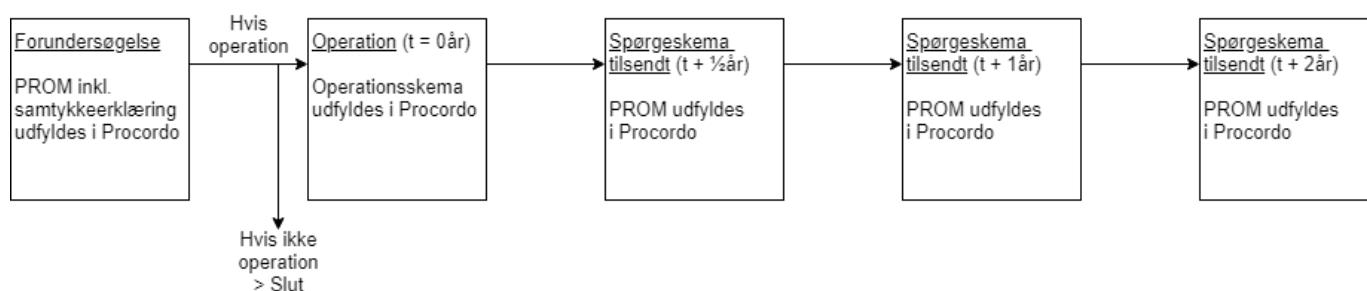 Forundersøgelse
PROM inkl.
samtykkeerklæring
udfyldes i Procordo
Hvis
operation
Hvis ikke
operation
> Slut
Operation (t = 0år)
Operationsskema
udfyldes i Procordo
Spørgeskema
tilsendt (t + ½år)
PROM udfyldes
i Procordo
Spørgeskema
tilsendt (t + 1år)
PROM udfyldes
i Procordo
Spørgeskema
tilsendt (t + 2år)
PROM udfyldes
i Procordo